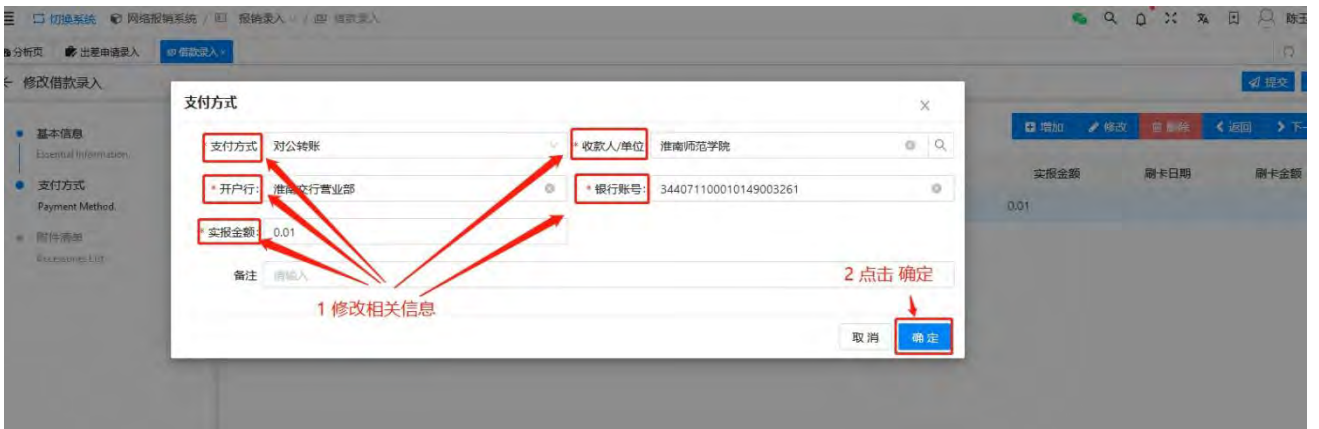 切换系统 网络报销系统 / 报销录入 / 借款录入 陈玉
分析页 出差申请录入 借款录入 ×
← 修改借款录入 提交
支付方式 ×
基本信息
Essential Information
支付方式
Payment Method.
附件清单
增加 修改 删除 返回 下一
* 支付方式 对公转账 * 收款人/单位 淮南师范学院
* 开户行: 淮南交行营业部 * 银行账号: 344071100010149003261
* 实报金额: 0.01
备注 请输入
实报金额 刷卡日期 刷卡金额
0.01
1 修改相关信息
2 点击 确定
取消 确定